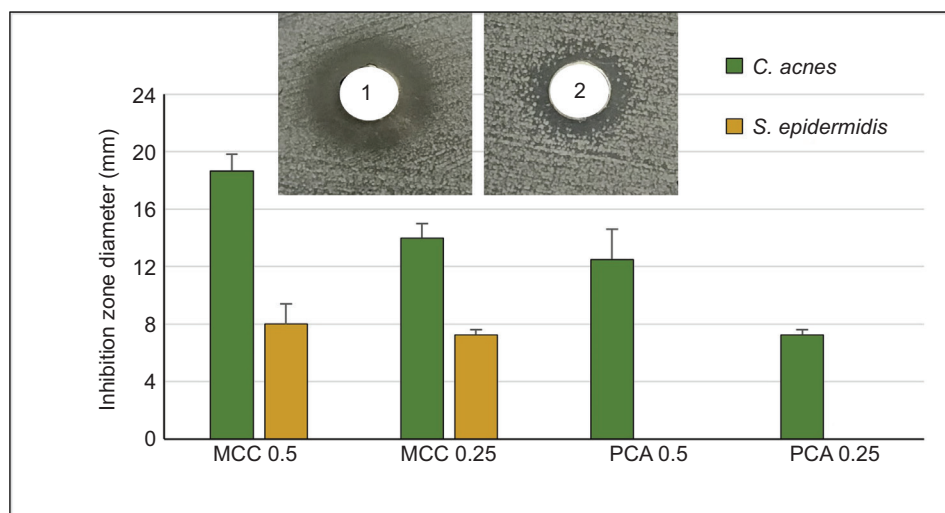 1
2
C. acnes
S. epidermidis
Inhibition zone diameter (mm)
24
20
16
12
8
4
0
MCC 0.5
MCC 0.25
PCA 0.5
PCA 0.25